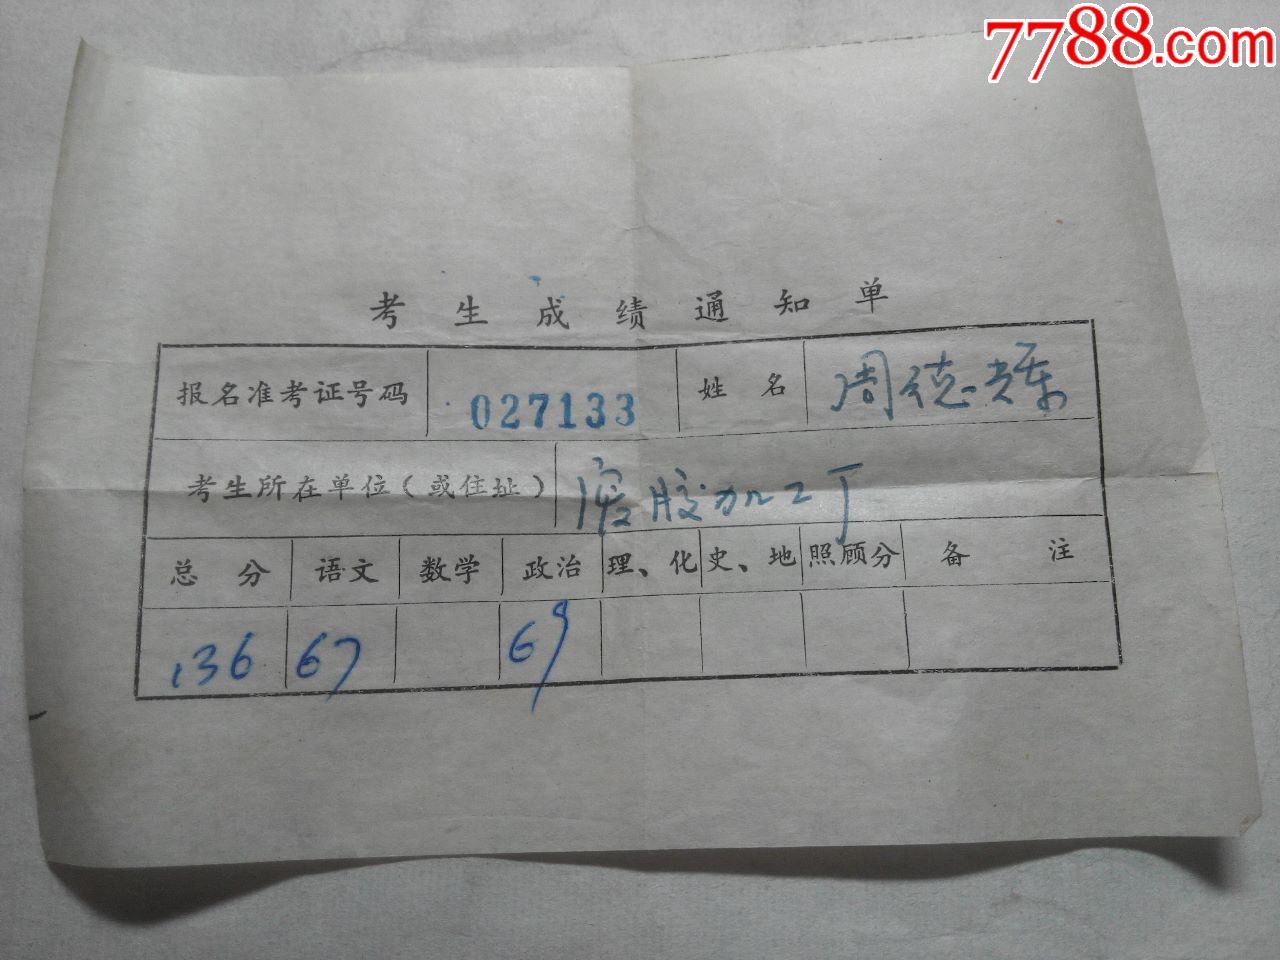 7788.com
考生成绩通知单
报名准考证号码 027133 姓名 周德
考生所在单位（或住址） 胶加工厂
总分 语文 数学 政治 理、化 史、地 照顾分 备注
136 67 69